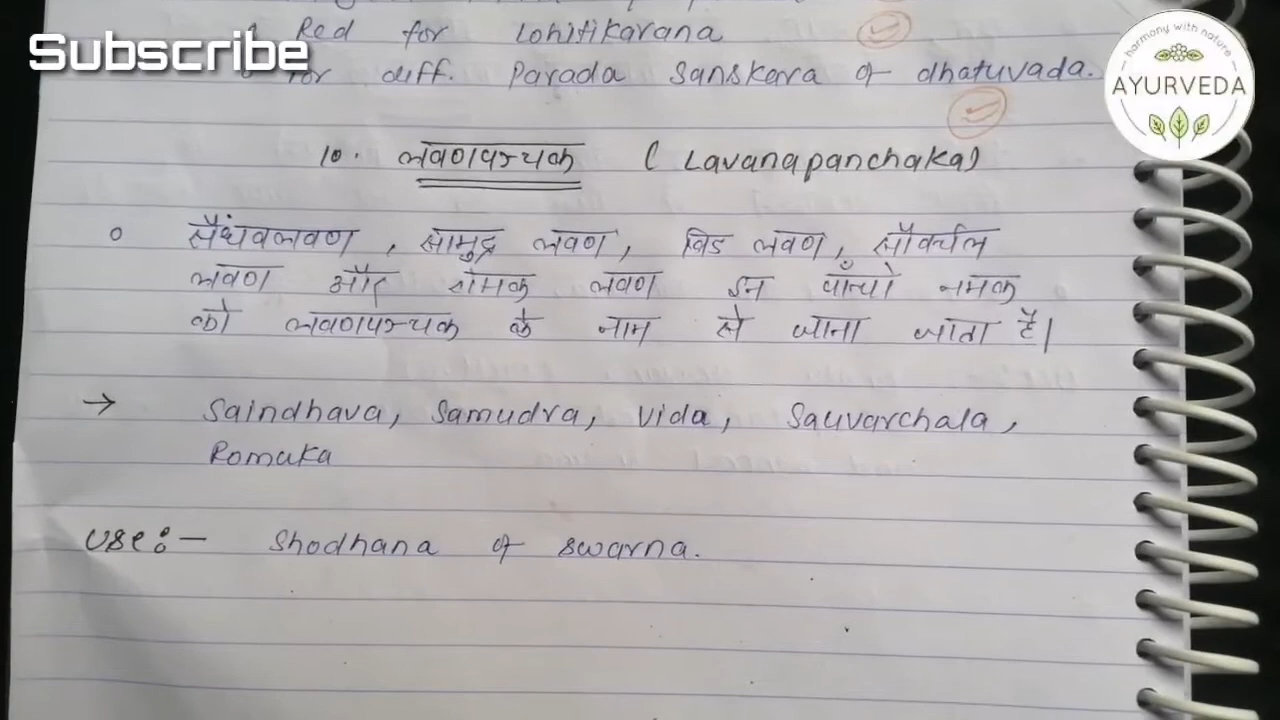 Subscribe
Red for Lohitikarana
for diff. Parada Sanskara of dhatuvada.
harmony with nature
AYURVEDA
10. लवणपञ्चक (Lavanapanchaka)
सैंधवलवण, सामुद्र लवण, विड लवण, सौवर्चल
लवण और रोमक लवण इन पाँचो नमक
को लवणपञ्चक के नाम से जाना जाता है।
→ Saindhava, Samudra, Vida, Sauvarchala,
Romaka
Use:- Shodhana of swarna.